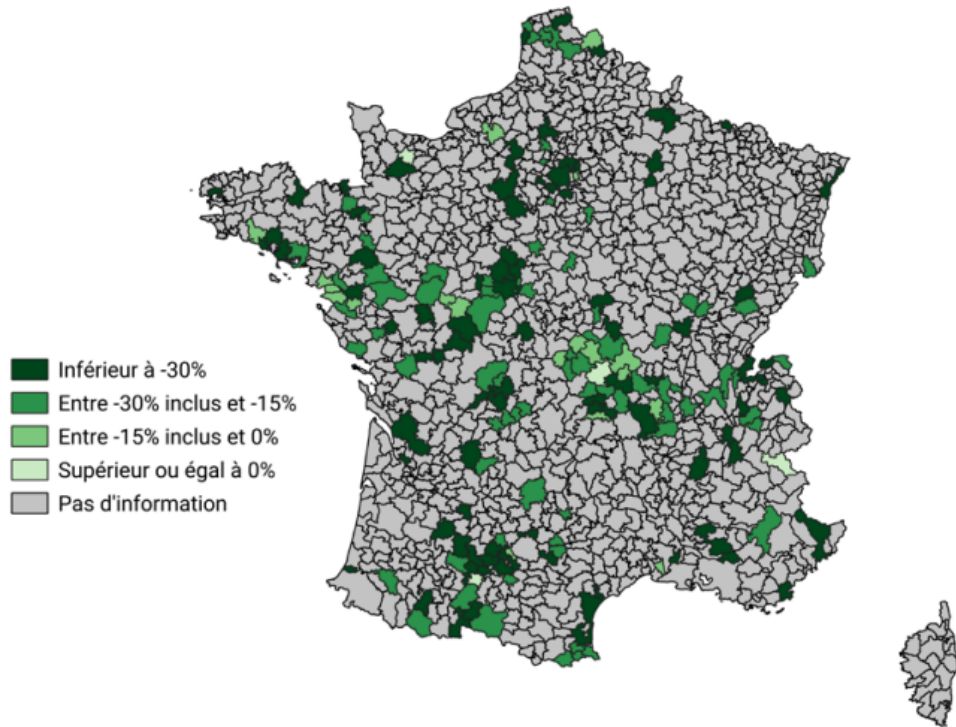 Inférieur à -30%
Entre -30% inclus et -15%
Entre -15% inclus et 0%
Supérieur ou égal à 0%
Pas d'information